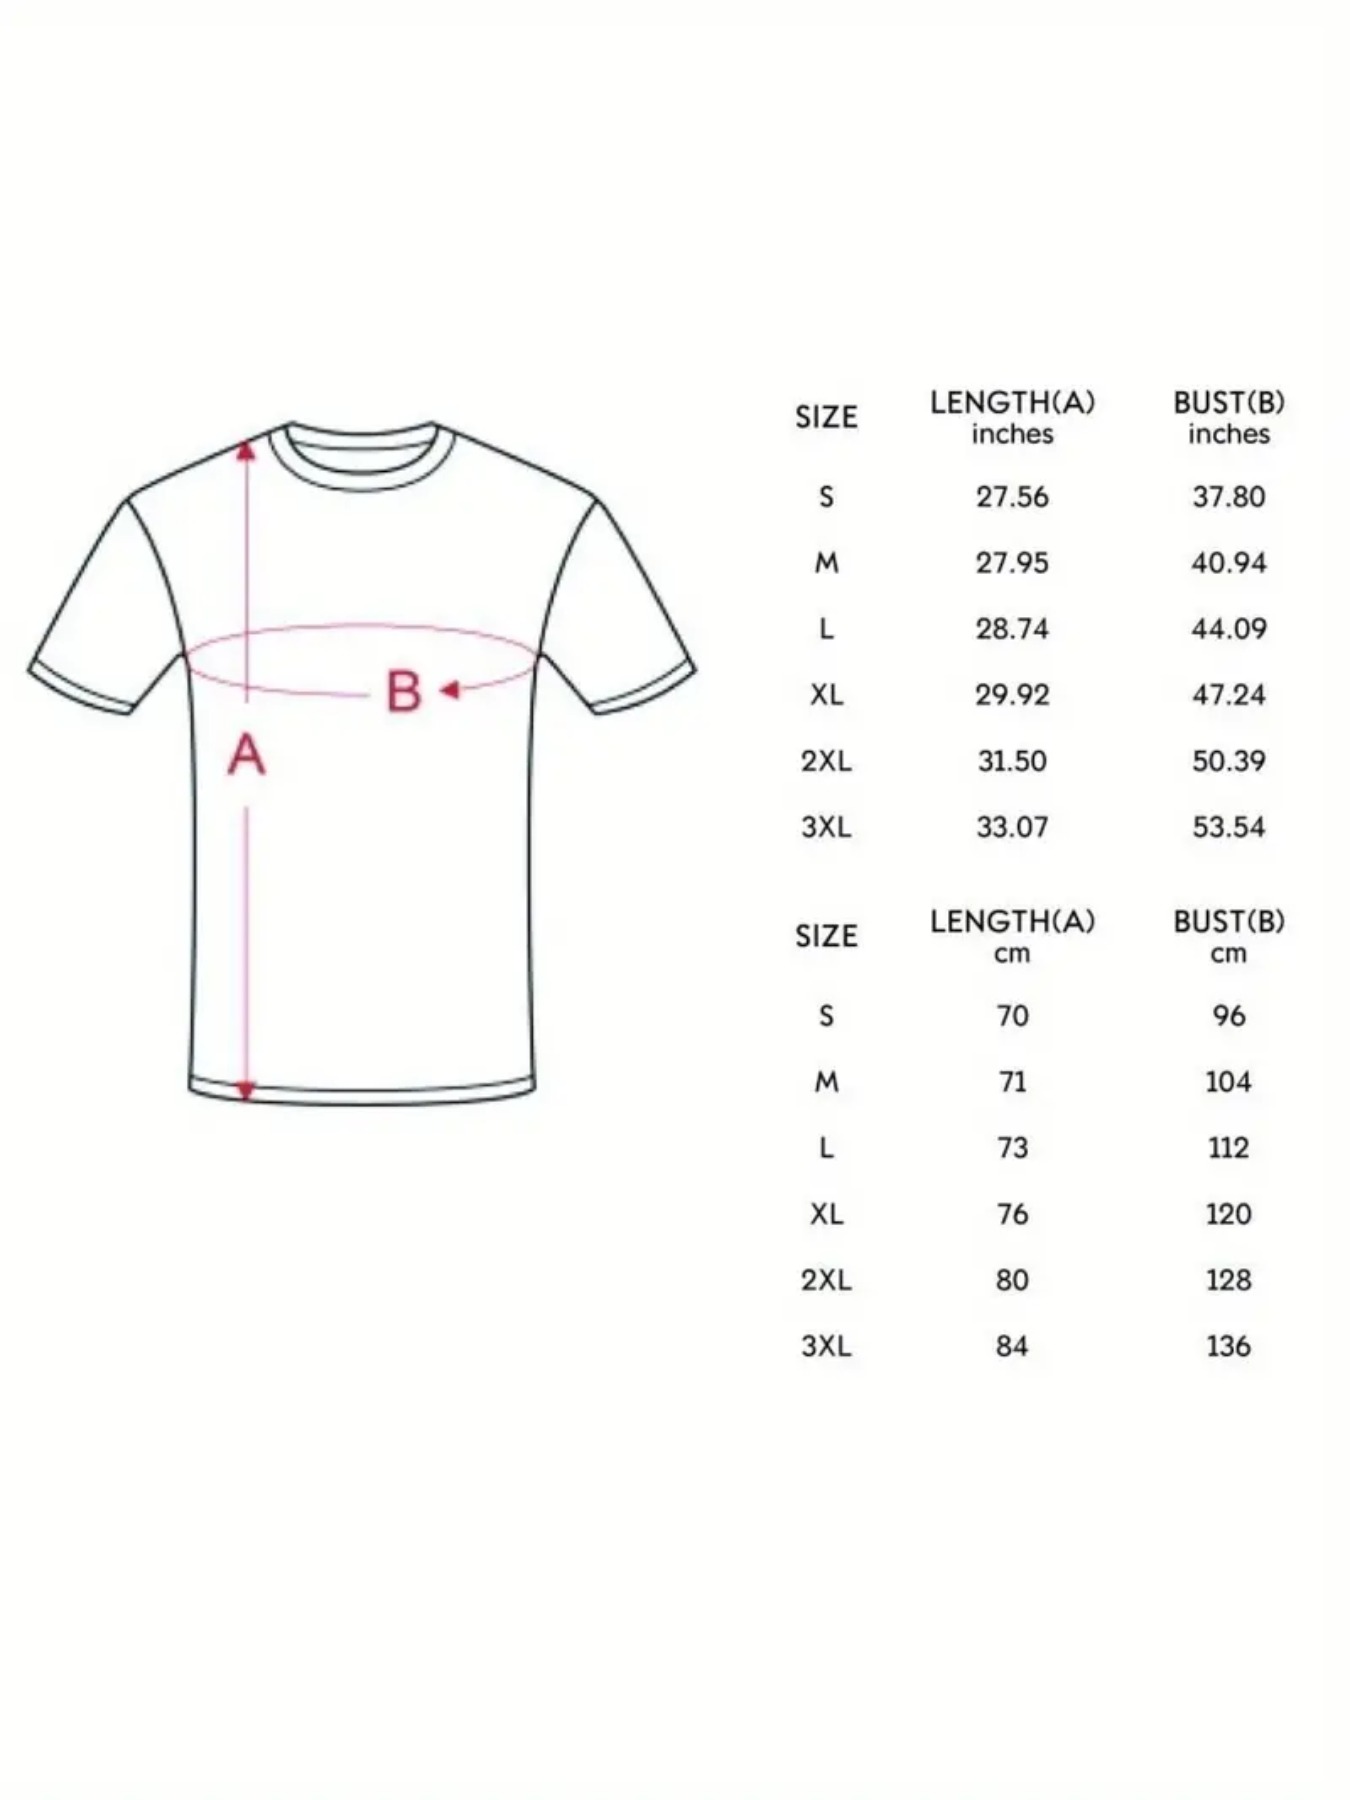 A
B
SIZE LENGTH(A) BUST(B)
inches inches
S 27.56 37.80
M 27.95 40.94
L 28.74 44.09
XL 29.92 47.24
2XL 31.50 50.39
3XL 33.07 53.54
SIZE LENGTH(A) BUST(B)
cm cm
S 70 96
M 71 104
L 73 112
XL 76 120
2XL 80 128
3XL 84 136